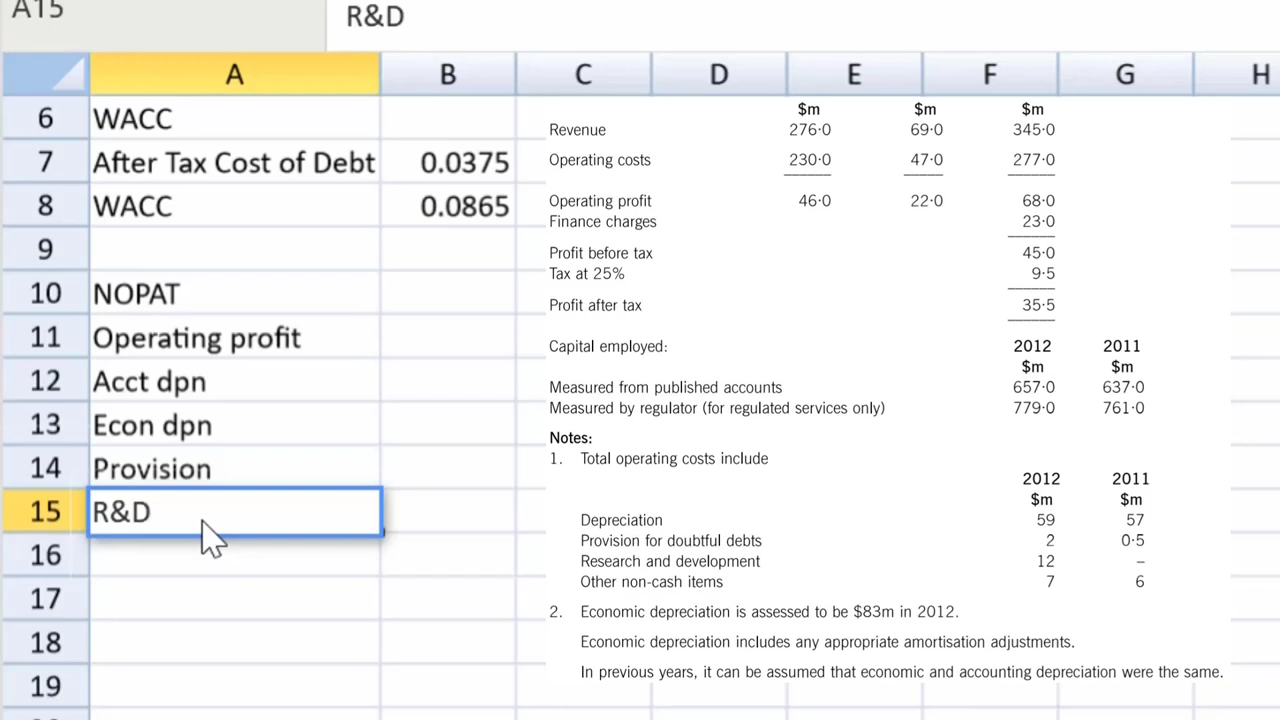 A15 R&D
A B C D E F G H
6 WACC
7 After Tax Cost of Debt 0.0375
8 WACC 0.0865
9
10 NOPAT
11 Operating profit
12 Acct dpn
13 Econ dpn
14 Provision
15 R&D
16
17
18
19
$m $m $m
Revenue 276·0 69·0 345·0
Operating costs 230·0 47·0 277·0
Operating profit 46·0 22·0 68·0
Finance charges 23·0
Profit before tax 45·0
Tax at 25% 9·5
Profit after tax 35·5
Capital employed: 2012 2011
$m $m
Measured from published accounts 657·0 637·0
Measured by regulator (for regulated services only) 779·0 761·0
Notes:
1. Total operating costs include
2012 2011
$m $m
Depreciation 59 57
Provision for doubtful debts 2 0·5
Research and development 12 –
Other non-cash items 7 6
2. Economic depreciation is assessed to be $83m in 2012.
Economic depreciation includes any appropriate amortisation adjustments.
In previous years, it can be assumed that economic and accounting depreciation were the same.